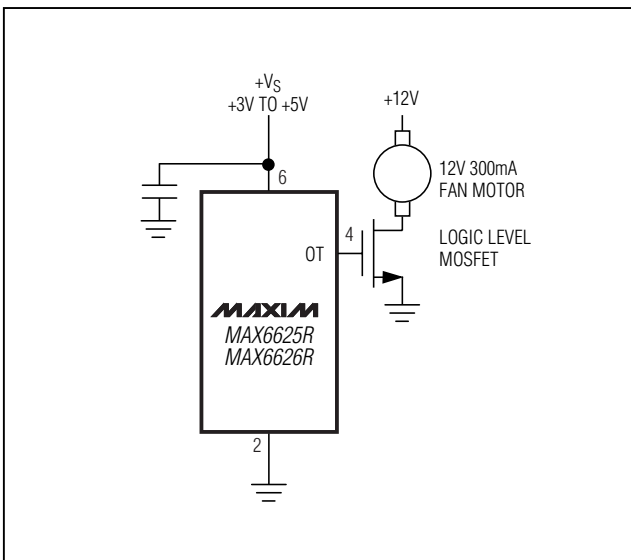 +VS
+3V TO +5V
+12V
6
12V 300mA
FAN MOTOR
4
OT
LOGIC LEVEL
MOSFET
MAXIM
MAX6625R
MAX6626R
2